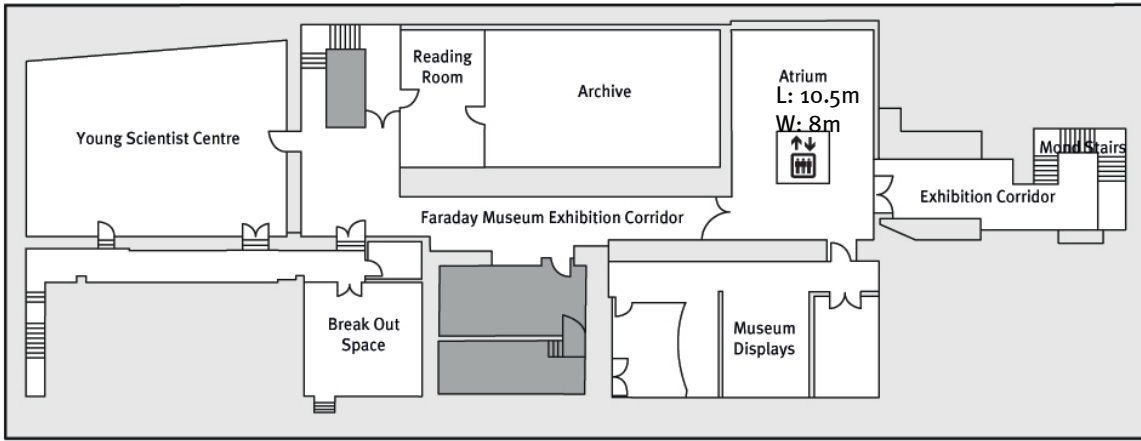 Reading
Room
Archive
Atrium
L: 10.5m
W: 8m
Young Scientist Centre
Mond Stairs
Exhibition Corridor
Faraday Museum Exhibition Corridor
Break Out
Space
Museum
Displays